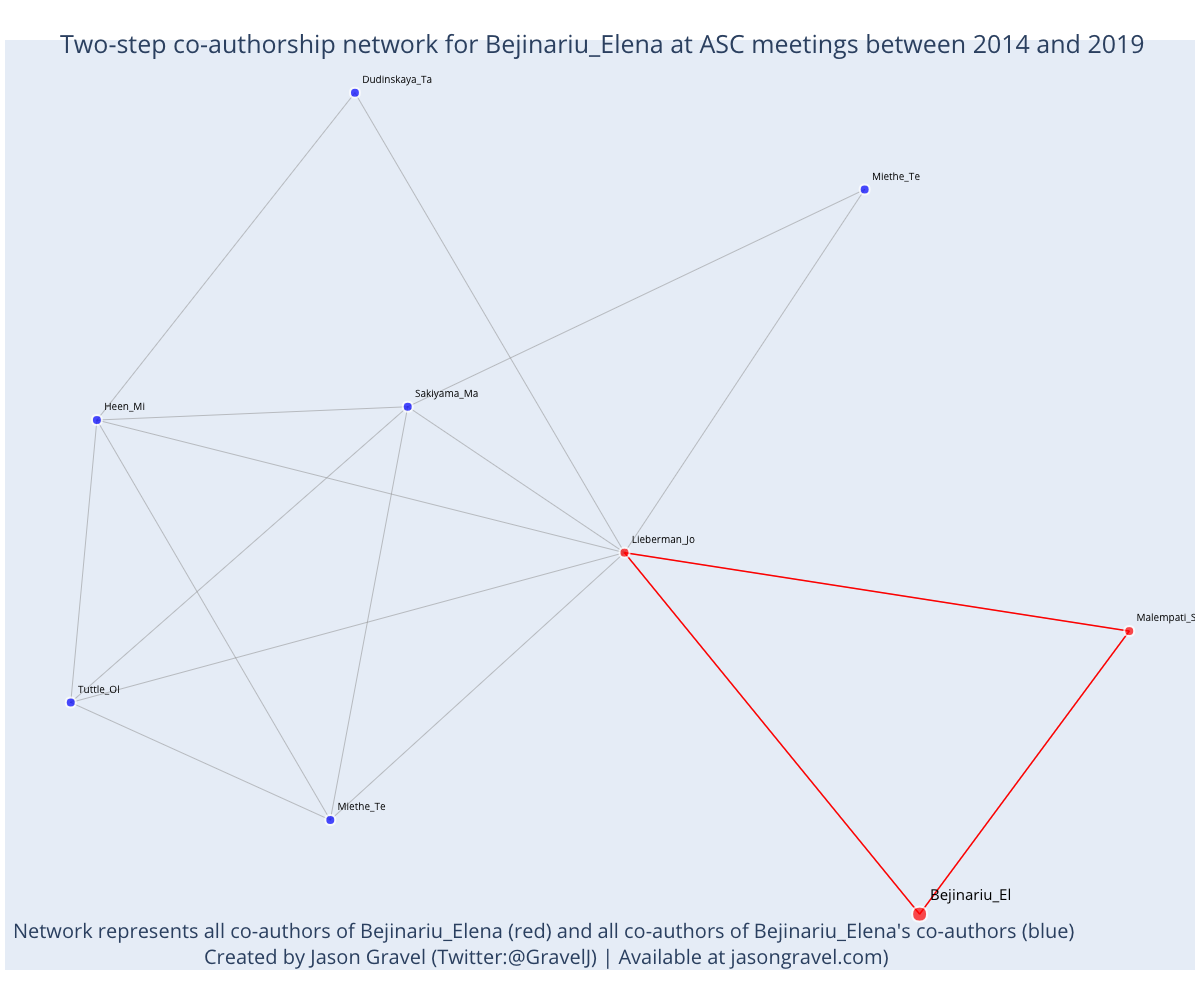 Two-step co-authorship network for Bejinariu_Elena at ASC meetings between 2014 and 2019
Dudinskaya_Ta
Miethe_Te
Sakiyama_Ma
Heen_Mi
Lieberman_Jo
Malempati_S
Tuttle_Ol
Miethe_Te
Bejinariu_El
Network represents all co-authors of Bejinariu_Elena (red) and all co-authors of Bejinariu_Elena's co-authors (blue)
Created by Jason Gravel (Twitter:@GravelJ) | Available at jasongravel.com)